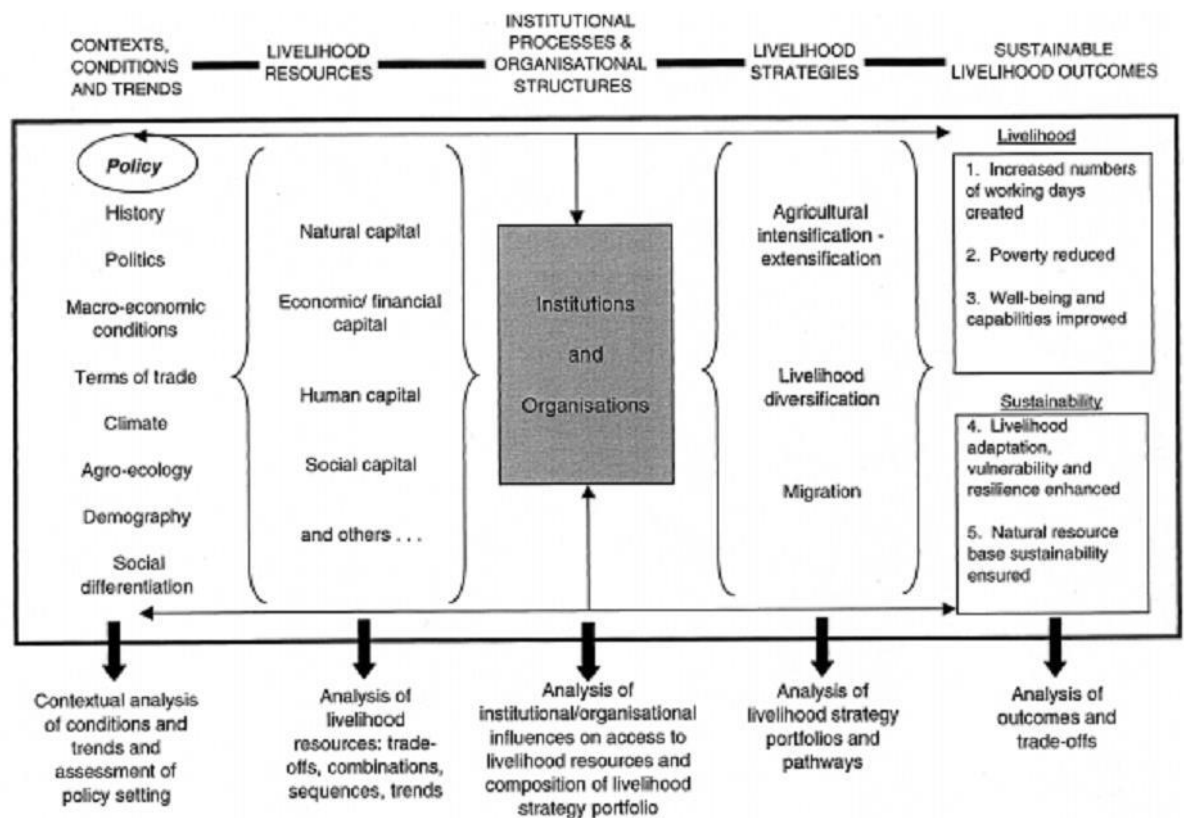 CONTEXTS,
CONDITIONS
AND TRENDS
LIVELIHOOD
RESOURCES
INSTITUTIONAL
PROCESSES &
ORGANISATIONAL
STRUCTURES
LIVELIHOOD
STRATEGIES
SUSTAINABLE
LIVELIHOOD OUTCOMES
Policy
History
Politics
Macro-economic
conditions
Terms of trade
Climate
Agro-ecology
Demography
Social
differentiation
Natural capital
Economic/ financial
capital
Human capital
Social capital
and others . . .
Institutions
and
Organisations
Agricultural
intensification -
extensification
Livelihood
diversification
Migration
Livelihood
1. Increased numbers
of working days
created
2. Poverty reduced
3. Well-being and
capabilities improved
Sustainability
4. Livelihood
adaptation,
vulnerability and
resilience enhanced
5. Natural resource
base sustainability
ensured
Contextual analysis
of conditions and
trends and
assessment of
policy setting
Analysis of
livelihood
resources: trade-
offs, combinations,
sequences, trends
Analysis of
institutional/organisational
influences on access to
livelihood resources and
composition of livelihood
strategy portfolio
Analysis of
livelihood strategy
portfolios and
pathways
Analysis of
outcomes and
trade-offs